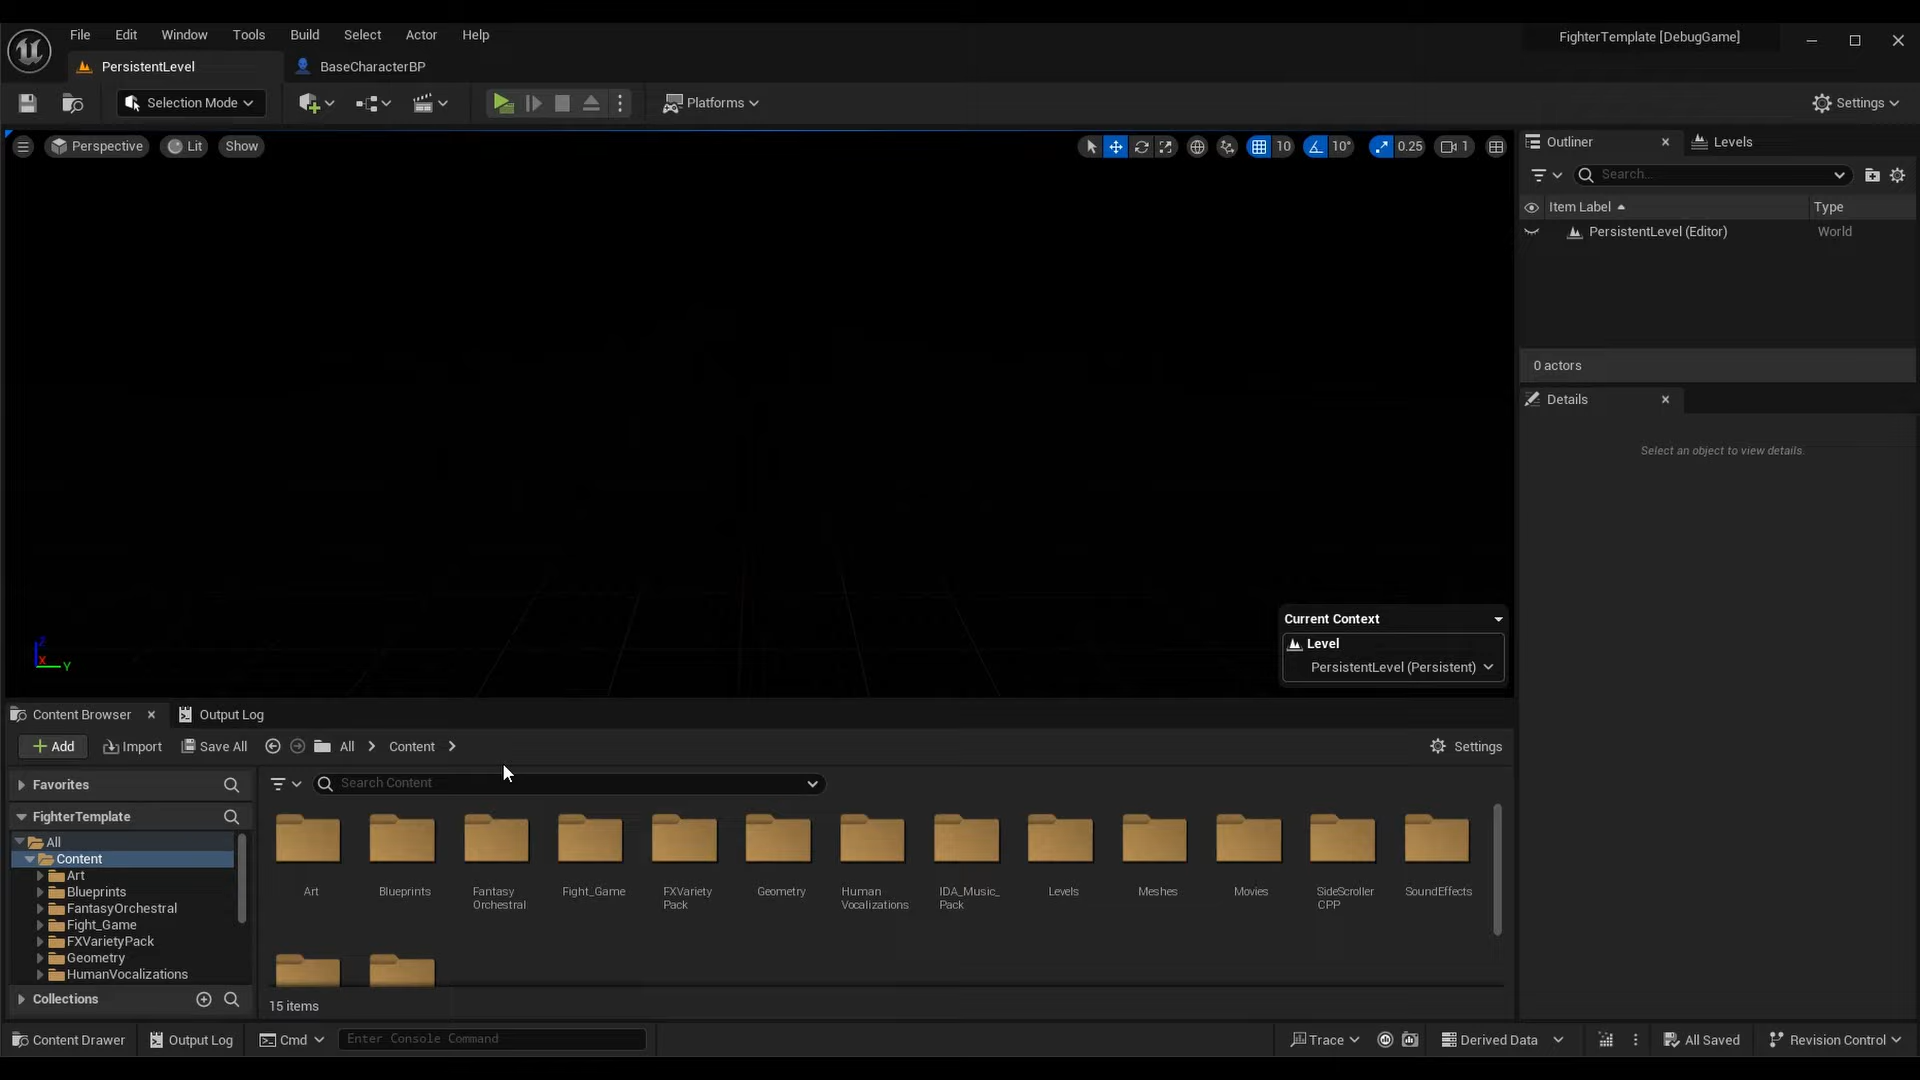 File Edit Window Tools Build Select Actor Help
FighterTemplate [DebugGame]
PersistentLevel
BaseCharacterBP
Selection Mode
Platforms
Settings
Perspective
Lit
Show
10
10°
0.25
1
Outliner
Levels
Search...
Item Label
Type
PersistentLevel (Editor)
World
0 actors
Details
Select an object to view details.
Z
X
Y
Current Context
Level
PersistentLevel (Persistent)
Content Browser
Output Log
Add
Import
Save All
All
Content
Settings
Favorites
Search Content
FighterTemplate
All
Content
Art
Blueprints
FantasyOrchestral
Fight_Game
FXVarietyPack
Geometry
HumanVocalizations
Collections
Art
Blueprints
Fantasy
Orchestral
Fight_Game
FXVariety
Pack
Geometry
Human
Vocalizations
IDA_Music_
Pack
Levels
Meshes
Movies
SideScroller
CPP
SoundEffects
15 items
Content Drawer
Output Log
Cmd
Enter Console Command
Trace
Derived Data
All Saved
Revision Control